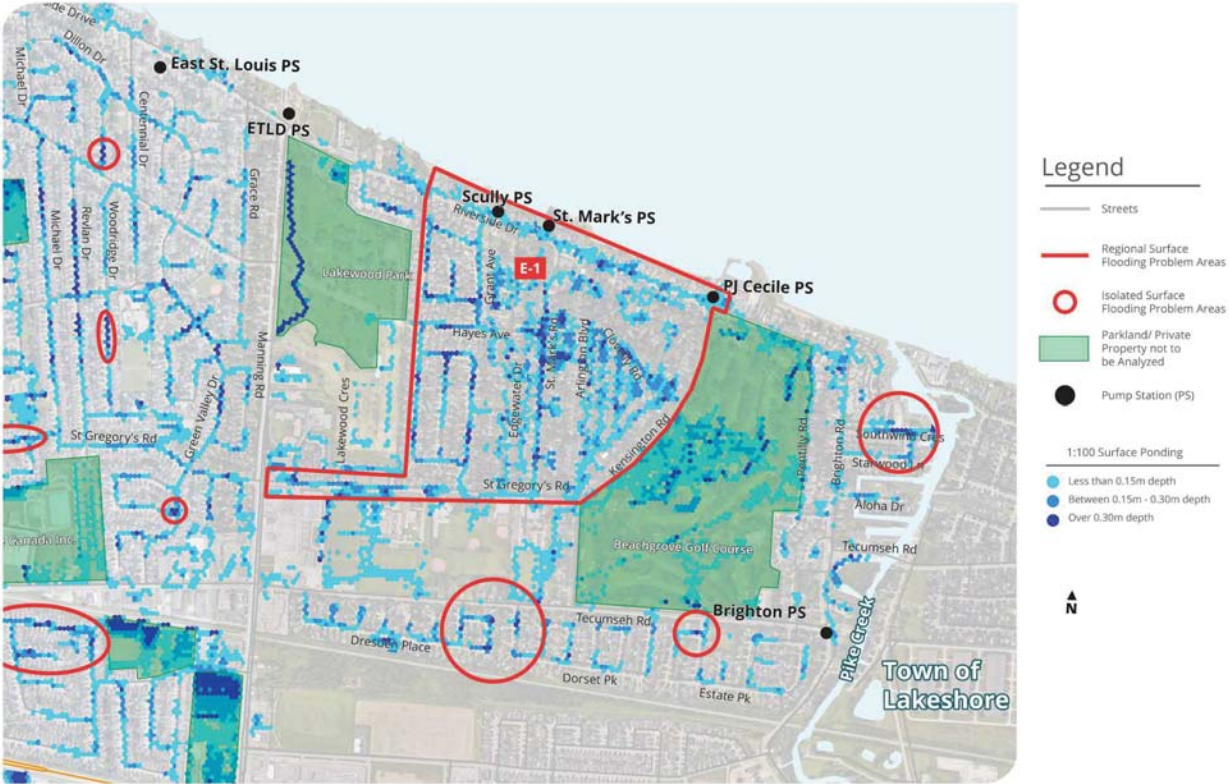 side Drive
Dillon Dr
Michael Dr
East St. Louis PS
Centennial Dr
ETLD PS
Grace Rd
Michael Dr
Revlan Dr
Woodridge Dr
Scully PS
Riverside Dr
St. Mark's PS
Lakewood Park
Grant Ave
E-1
PJ Cecile PS
Hayes Ave
St. Mark's Rd
Arlington Blvd
Clovelly Rd
Manning Rd
Lakewood Cres
Edgewater Dr
Green Valley Dr
Kensington Rd
St Gregory's Rd
St Gregory's Rd
Pentilly Rd
Brighton Rd
Southwind Cres
Starwood Ln
Aloha Dr
Canada Inc.
Beachgrove Golf Course
Tecumseh Rd
Tecumseh Rd
Brighton PS
Dresden Place
Dorset Pk
Estate Pk
Pike Creek
Town of
Lakeshore
Legend
Streets
Regional Surface
Flooding Problem Areas
Isolated Surface
Flooding Problem Areas
Parkland/ Private
Property not to
be Analyzed
Pump Station (PS)
1:100 Surface Ponding
Less than 0.15m depth
Between 0.15m - 0.30m depth
Over 0.30m depth
N